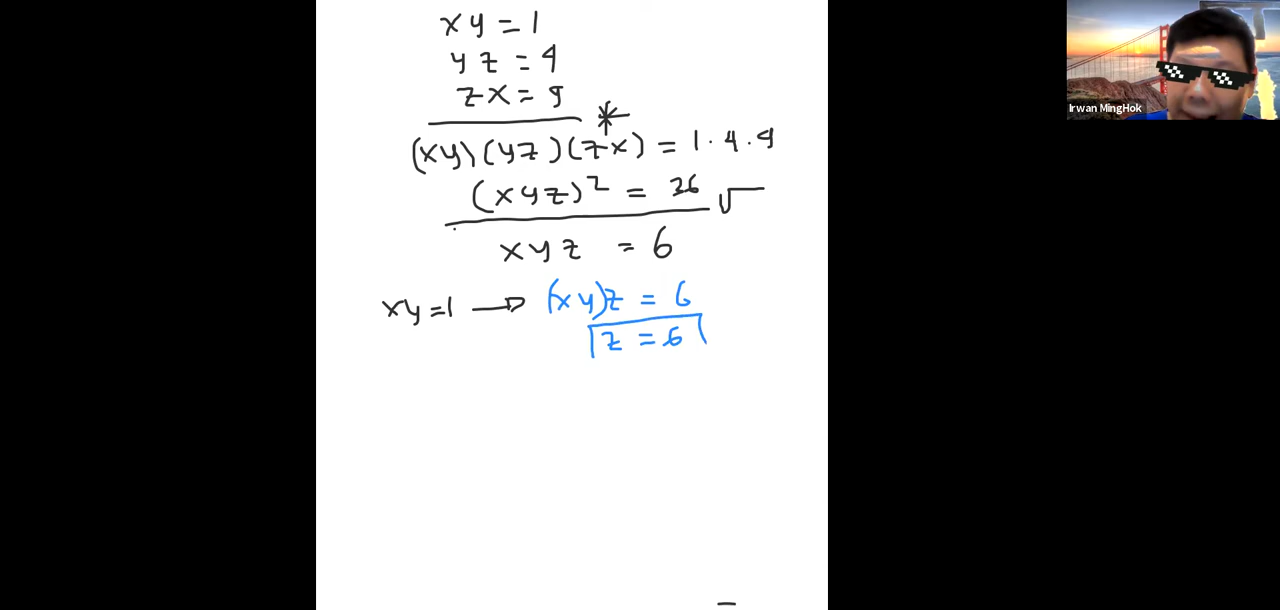 xy = 1
yz = 4
zx = 9
*
(xy)(yz)(zx) = 1 · 4 · 9
(xyz)² = 36 √
xyz = 6
xy = 1 → (xy)z = 6
z = 6
Irwan MingHok